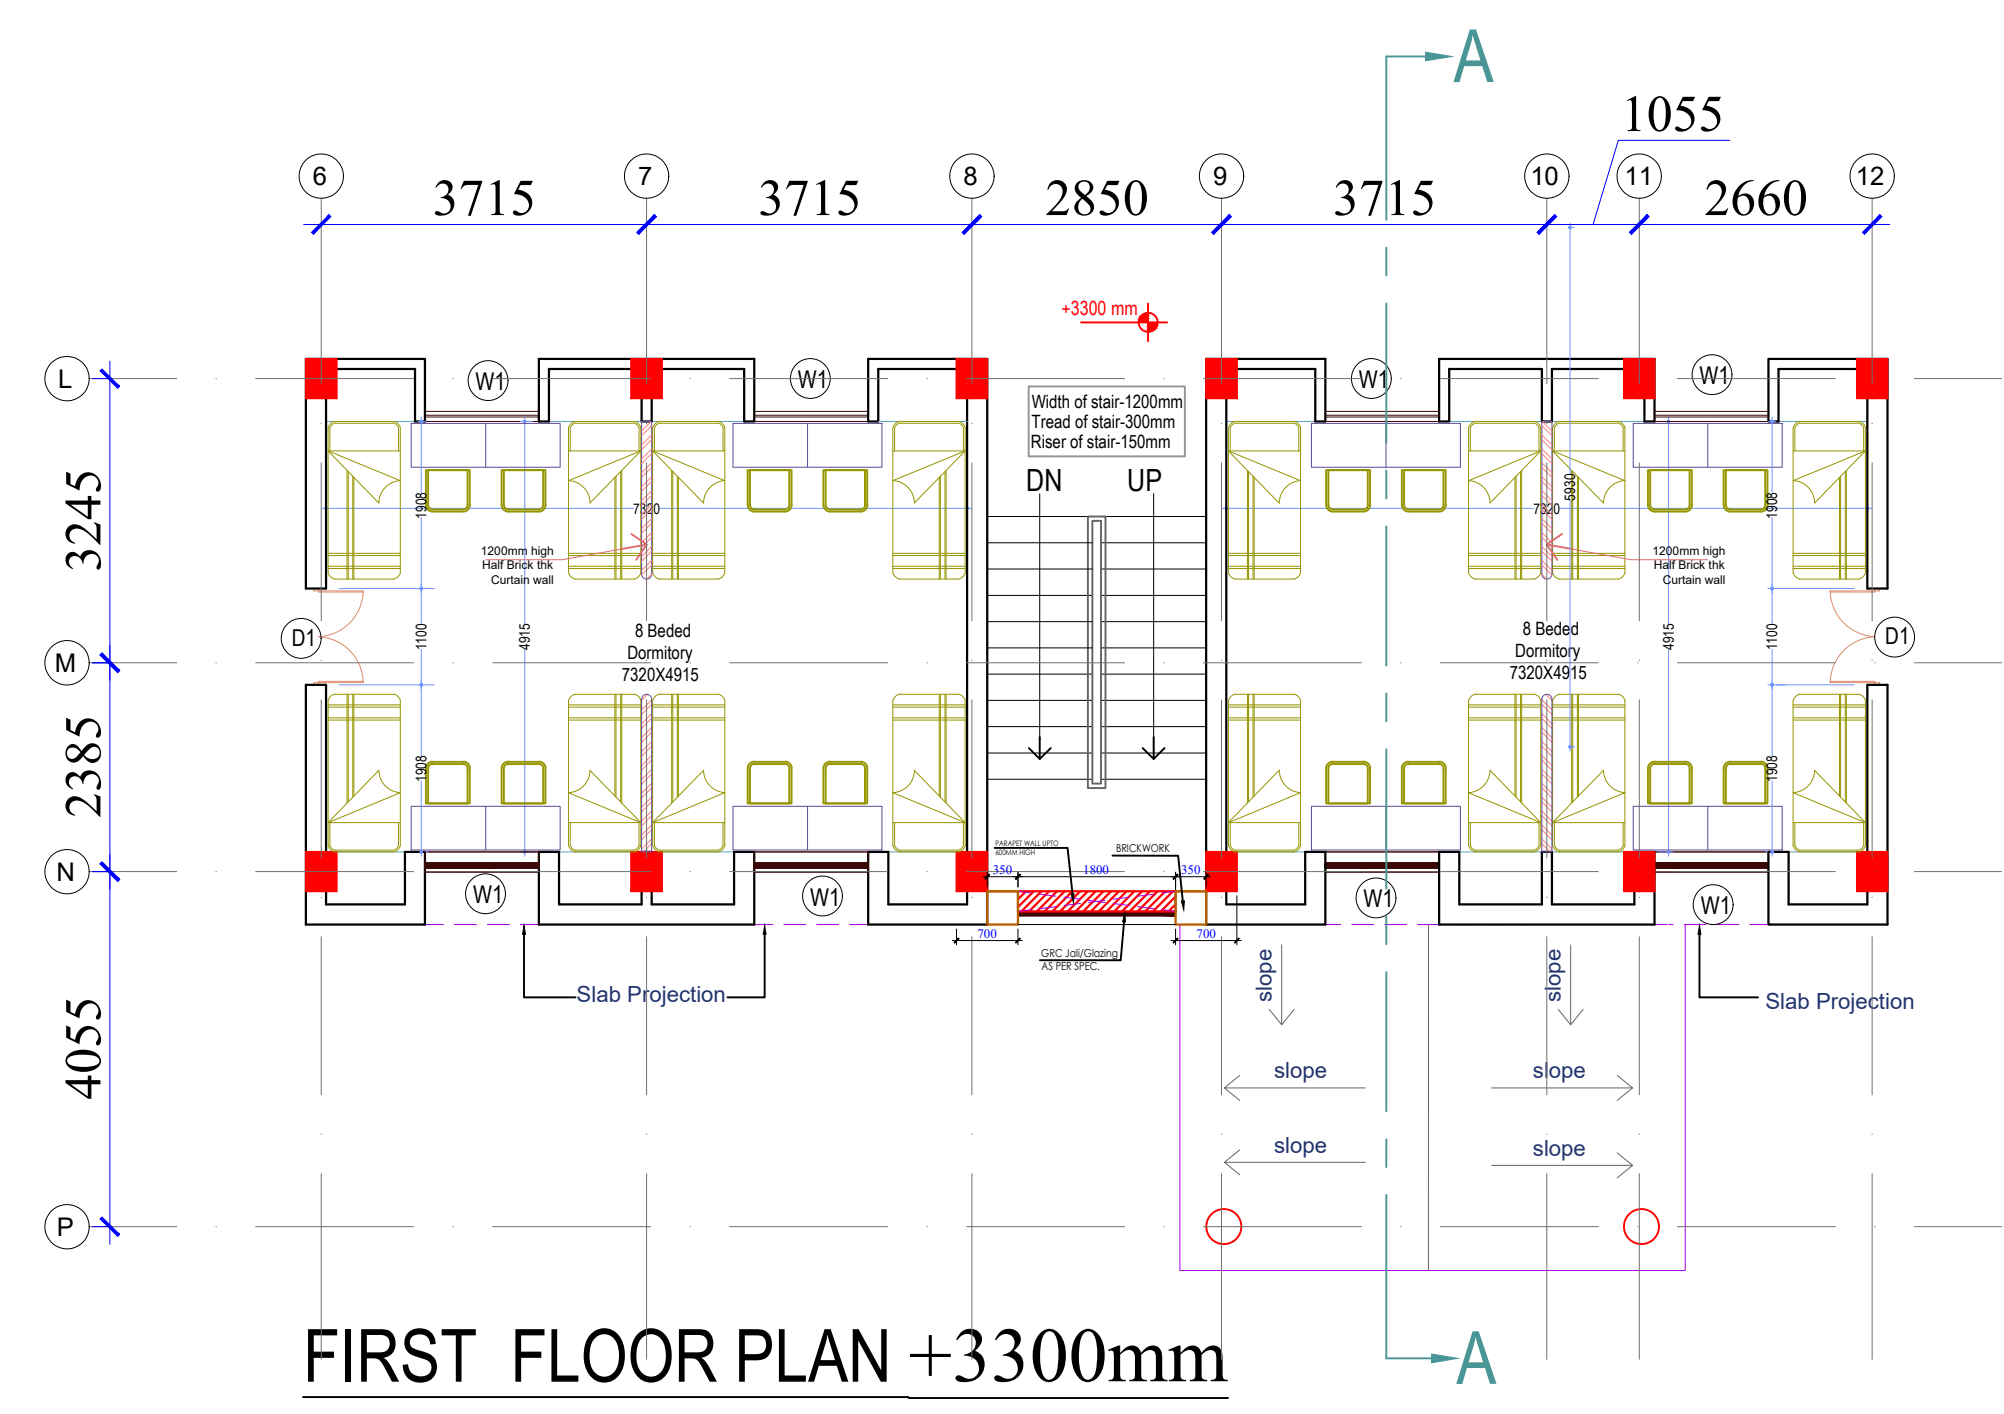 A
1055
6
7
8
9
10
11
12
3715
3715
2850
3715
2660
+3300 mm
L
W1
W1
W1
W1
Width of stair-1200mm
Tread of stair-300mm
Riser of stair-150mm
DN
UP
3245
1908
7320
5930
7320
1908
1200mm high
Half Brick thk
Curtain wall
1200mm high
Half Brick thk
Curtain wall
D1
1100
4915
8 Beded
Dormitory
7320X4915
8 Beded
Dormitory
7320X4915
4915
1100
D1
M
2385
1908
1908
PARAPET WALL UPTO
600MM HIGH
BRICKWORK
350
1800
350
N
W1
W1
W1
W1
700
700
GRC Jali/Glazing
AS PER SPEC.
Slab Projection
slope
slope
Slab Projection
4055
slope
slope
slope
slope
P
FIRST FLOOR PLAN +3300mm
A